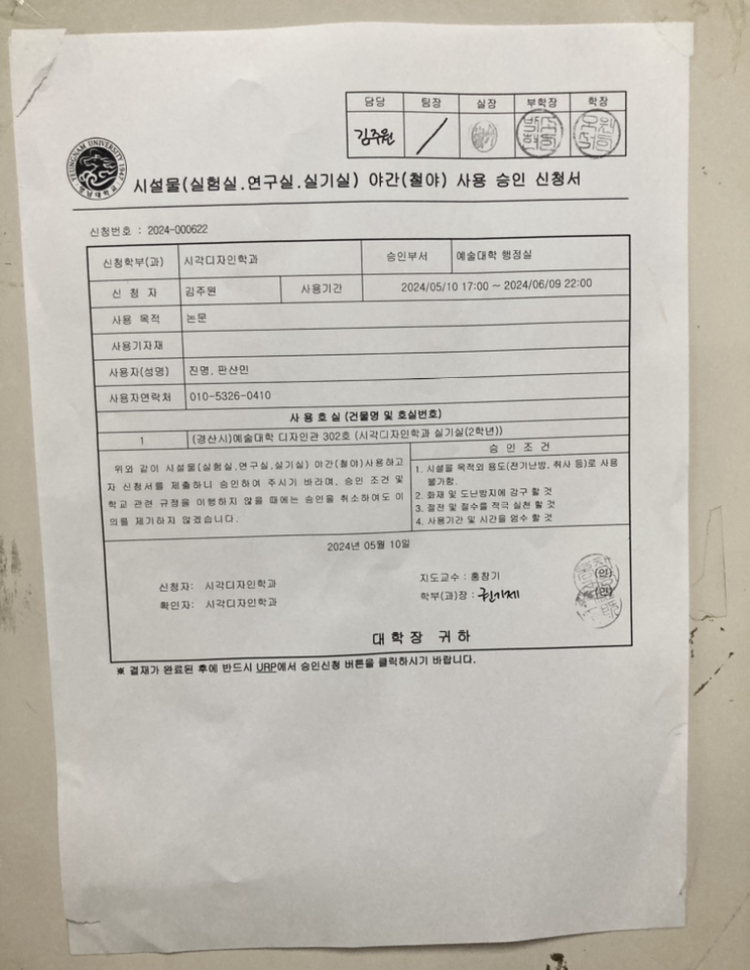 담당 팀장 실장 부학장 학장
김주원
YEUNGNAM UNIVERSITY 1947
시설물(실험실.연구실.실기실) 야간(철야) 사용 승인 신청서
신청번호 : 2024-000622
신청학부(과) 시각디자인학과 승인부서 예술대학 행정실
신 청 자 김주원 사용기간 2024/05/10 17:00 ~ 2024/06/09 22:00
사용 목적 논문
사용기자재
사용자(성명) 진명, 판산민
사용자연락처 010-5326-0410
사 용 호 실 (건물명 및 호실번호)
1 (경산시)예술대학 디자인관 302호 (시각디자인학과 실기실(2학년))
위와 같이 시설물(실험실.연구실.실기실) 야간(철야)사용하고
자 신청서를 제출하니 승인하여 주시기 바라며, 승인 조건 및
학교 관련 규정을 이행하지 않을 때에는 승인을 취소하여도 이
의를 제기하지 않겠습니다.
승 인 조 건
1. 시설물 목적외 용도(전기난방, 취사 등)로 사용
불가함.
2. 화재 및 도난방지에 강구 할 것
3. 절전 및 절수를 적극 실천 할 것
4. 사용기간 및 시간을 엄수 할 것
2024년 05월 10일
신청자: 시각디자인학과
확인자: 시각디자인학과
지도교수 : 홍창기 (인)
학부(과)장 : (인)
대 학 장 귀 하
※ 결재가 완료된 후에 반드시 URP에서 승인신청 버튼을 클릭하시기 바랍니다.